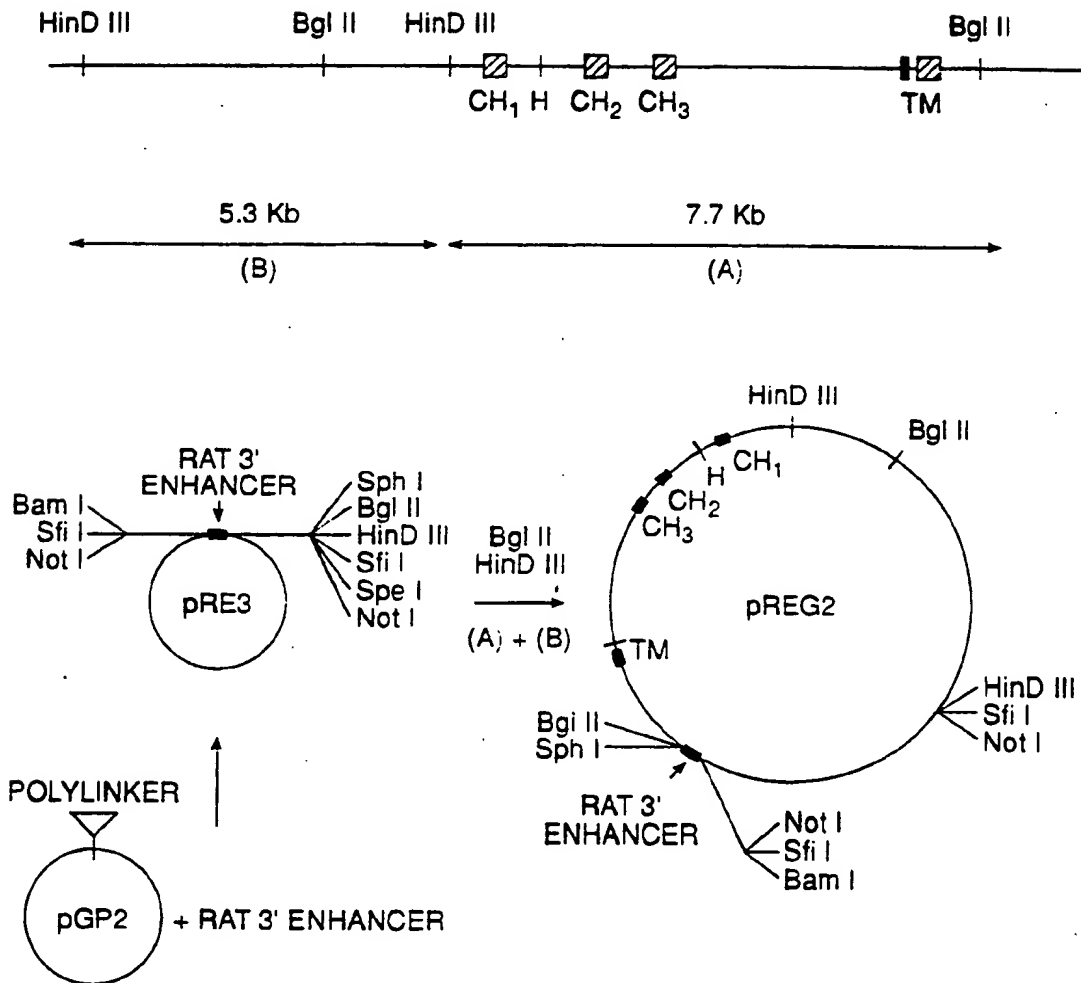 HinD III Bgl II HinD III Bgl II
CH1 H CH2 CH3 TM
5.3 Kb 7.7 Kb
(B) (A)
RAT 3'
ENHANCER
Bam I
Sfi I
Not I
Sph I
Bgl II
HinD III
Sfi I
Spe I
Not I
pRE3
Bgl II
HinD III
(A) + (B)
HinD III
Bgl II
CH1
H
CH2
CH3
pREG2
TM
HinD III
Sfi I
Not I
Bgl II
Sph I
RAT 3'
ENHANCER
Not I
Sfi I
Bam I
POLYLINKER
pGP2 + RAT 3' ENHANCER